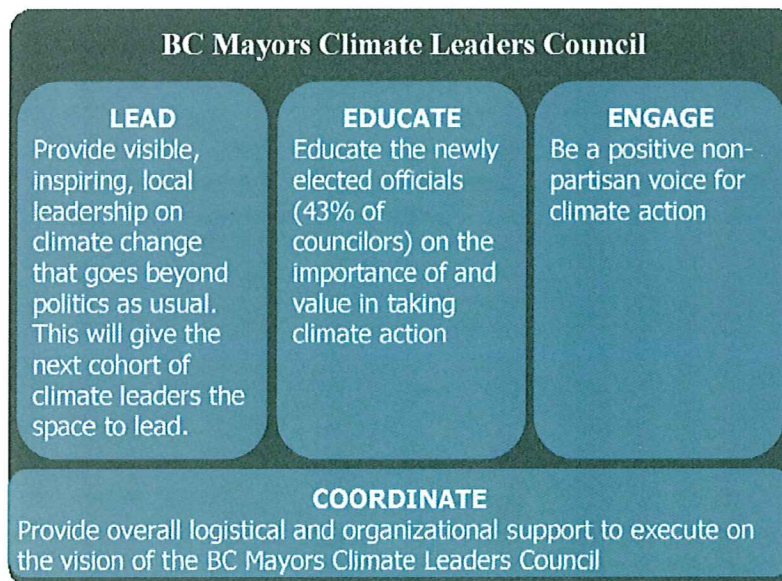 BC Mayors Climate Leaders Council
LEAD
Provide visible,
inspiring, local
leadership on
climate change
that goes beyond
politics as usual.
This will give the
next cohort of
climate leaders the
space to lead.
EDUCATE
Educate the newly
elected officials
(43% of
councilors) on the
importance of and
value in taking
climate action
ENGAGE
Be a positive non-
partisan voice for
climate action
COORDINATE
Provide overall logistical and organizational support to execute on
the vision of the BC Mayors Climate Leaders Council